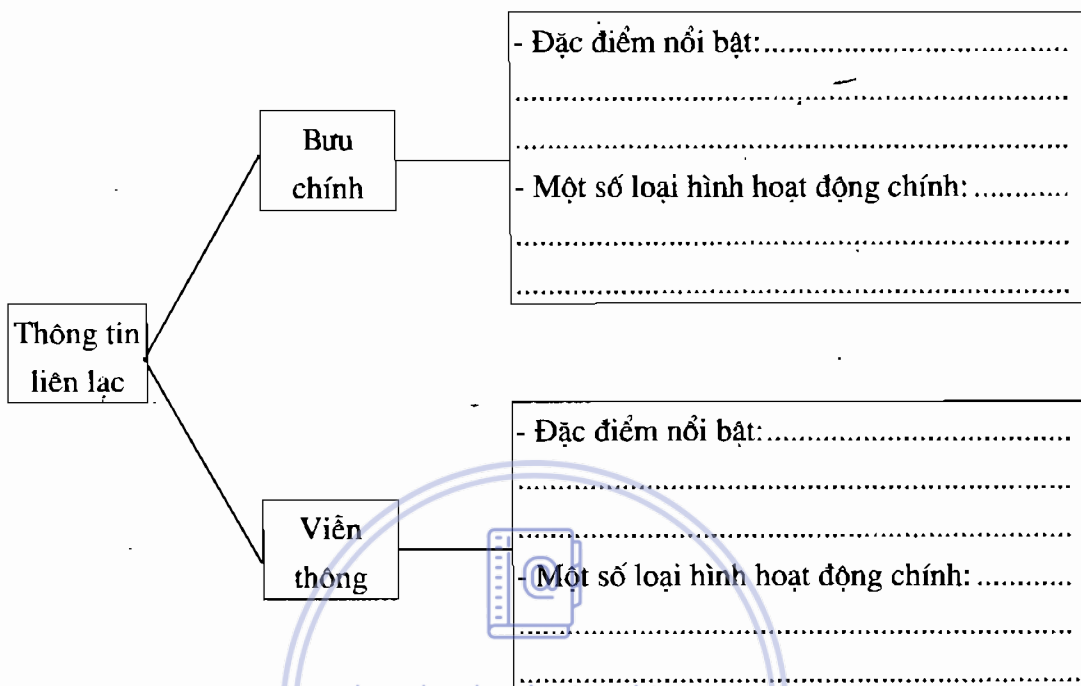 - Đặc điểm nổi bật:........................................
................................................................
................................................................
- Một số loại hình hoạt động chính: ............
................................................................
................................................................
Bưu
chính
Thông tin
liên lạc
Viễn
thông
- Đặc điểm nổi bật:........................................
................................................................
................................................................
- Một số loại hình hoạt động chính: ............
................................................................
................................................................
@